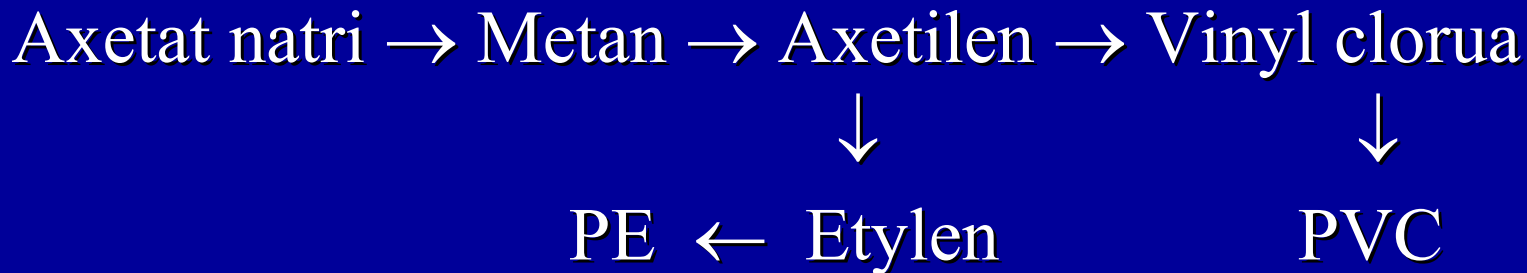 Axetat natri → Metan → Axetilen → Vinyl clorua
↓ ↓
PE ← Etylen PVC